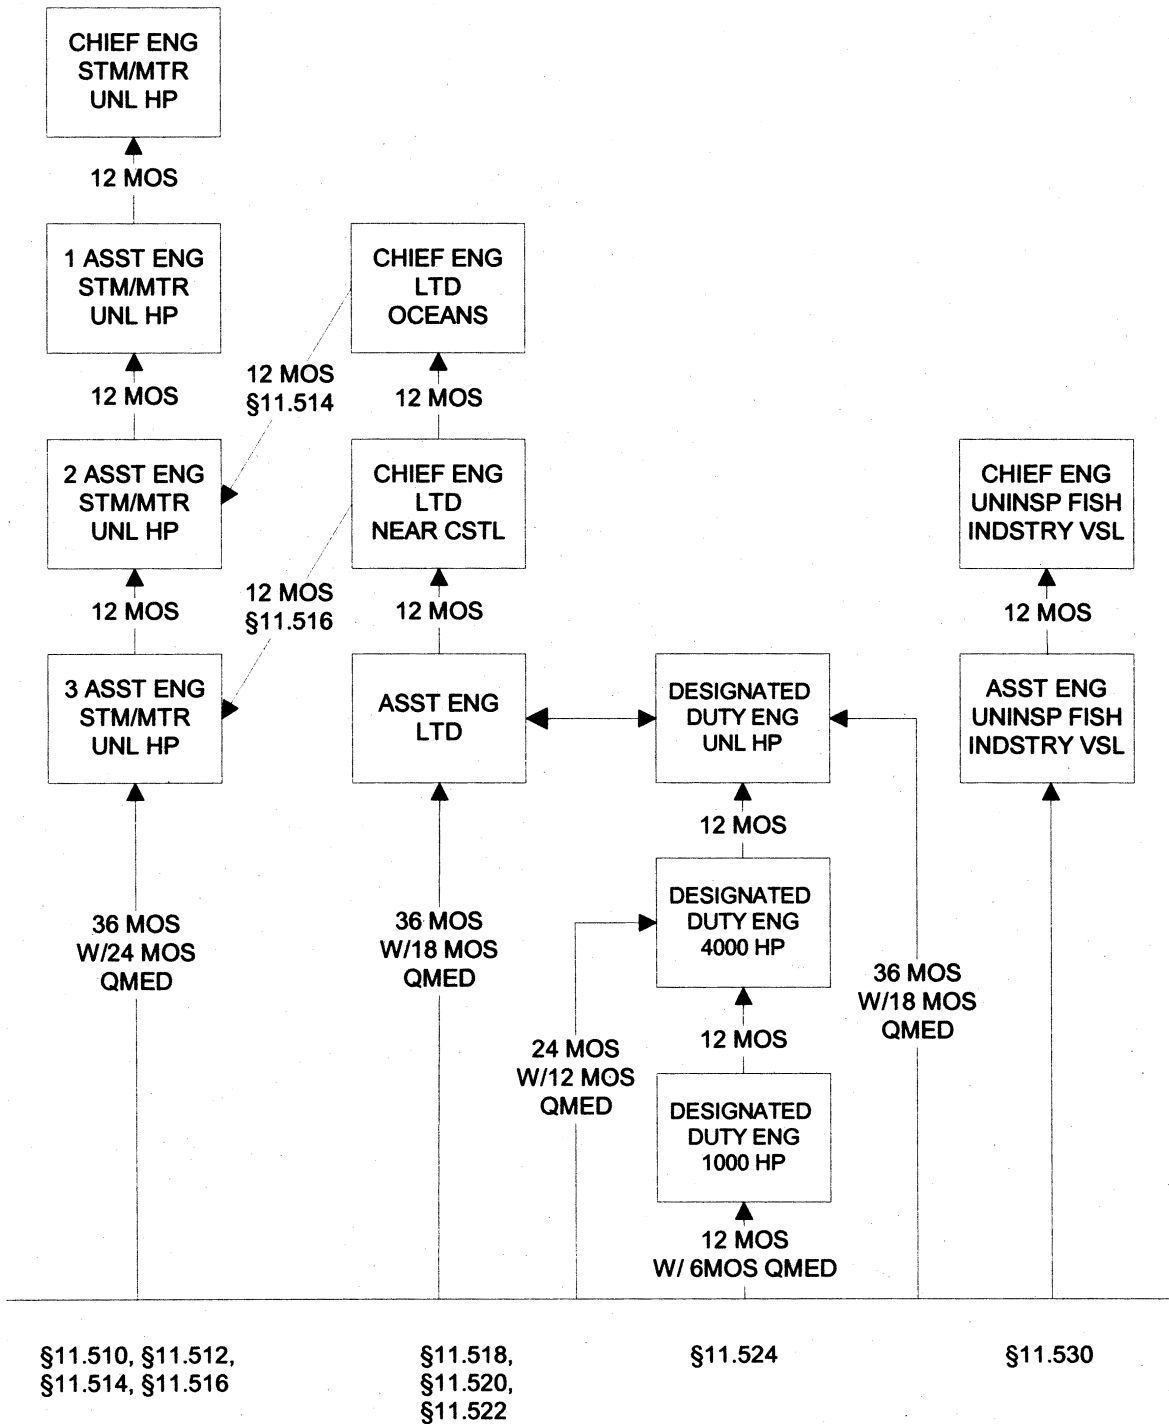 CHIEF ENG
STM/MTR
UNL HP
12 MOS
1 ASST ENG
STM/MTR
UNL HP
CHIEF ENG
LTD
OCEANS
12 MOS
12 MOS
§11.514
12 MOS
2 ASST ENG
STM/MTR
UNL HP
CHIEF ENG
LTD
NEAR CSTL
CHIEF ENG
UNINSP FISH
INDSTRY VSL
12 MOS
12 MOS
§11.516
12 MOS
12 MOS
3 ASST ENG
STM/MTR
UNL HP
ASST ENG
LTD
DESIGNATED
DUTY ENG
UNL HP
ASST ENG
UNINSP FISH
INDSTRY VSL
12 MOS
DESIGNATED
DUTY ENG
4000 HP
36 MOS
W/24 MOS
QMED
36 MOS
W/18 MOS
QMED
36 MOS
W/18 MOS
QMED
12 MOS
24 MOS
W/12 MOS
QMED
DESIGNATED
DUTY ENG
1000 HP
12 MOS
W/ 6MOS QMED
§11.510, §11.512,
§11.514, §11.516
§11.518,
§11.520,
§11.522
§11.524
§11.530